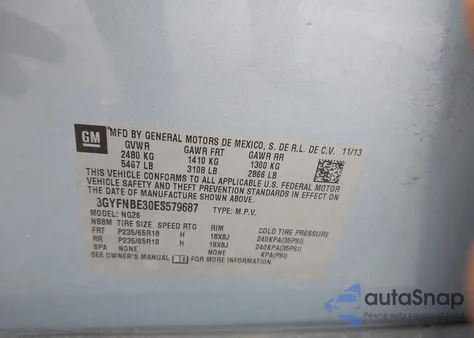 GM
*MFD BY GENERAL MOTORS DE MEXICO, S. DE R.L. DE C.V. 11/13
GVWR GAWR FRT GAWR RR
2480 KG 1410 KG 1300 KG
5467 LB 3108 LB 2866 LB
THIS VEHICLE CONFORMS TO ALL APPLICABLE U.S. FEDERAL MOTOR
VEHICLE SAFETY, BUMPER, AND THEFT PREVENTION STANDARDS IN EFFECT ON
THE DATE OF MANUFACTURE SHOWN ABOVE.
3GYFNBE30ES579687 TYPE: M.P.V.
MODEL: NG26
NBBM TIRE SIZE SPEED RTG RIM COLD TIRE PRESSURE
FRT P235/65R18 H 18X8J 240KPA(35PSI)
RR P235/65R18 H 18X8J 240KPA(35PSI)
SPA NONE NONE KPA(PSI)
SEE OWNER'S MANUAL FOR MORE INFORMATION.
autoSnap
Pewne auta z